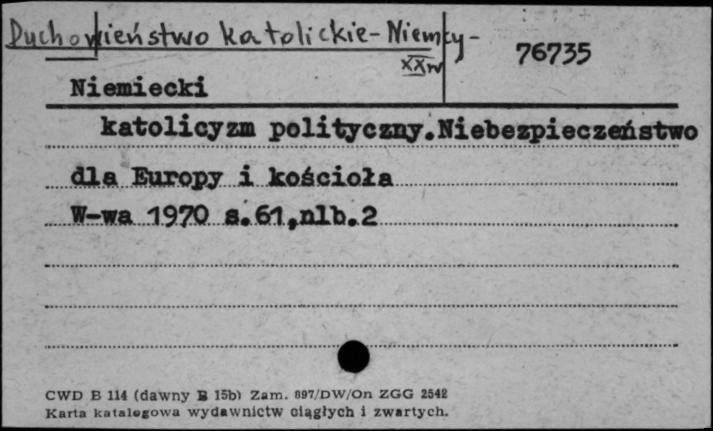 Duchowieństwo katolickie-Niemcy-
XXw
76735
Niemiecki
katolicyzm polityczny.Niebezpieczeństwo
dla Europy i kościoła
W-wa 1970 s.61,nlb.2
CWD B 114 (dawny B 15b) Zam. 897/DW/On ZGG 2542
Karta katalogowa wydawnictw ciągłych i zwartych.